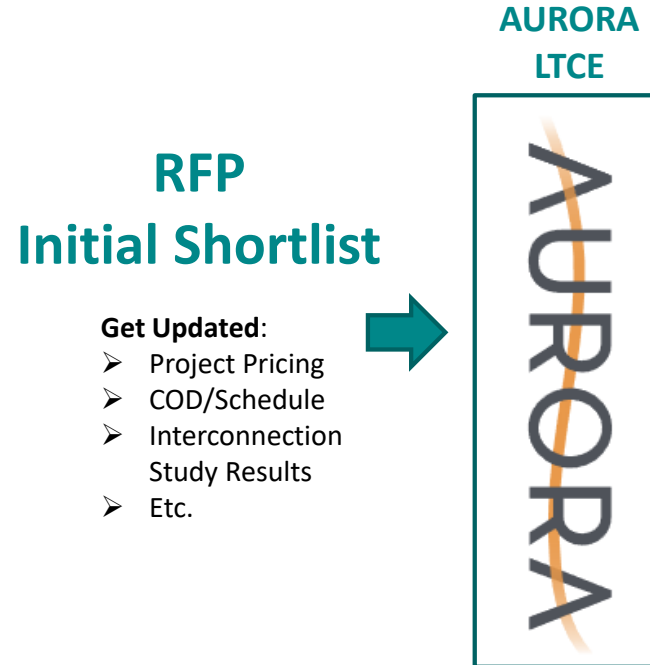 AURORA
LTCE
RFP
Initial Shortlist
Get Updated:
➢ Project Pricing
➢ COD/Schedule
➢ Interconnection
Study Results
➢ Etc.
AURORA